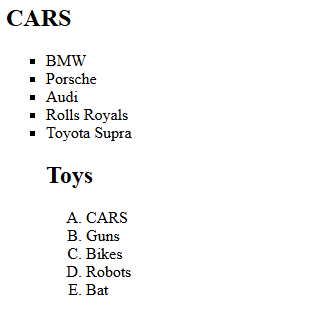 CARS
BMW
Porsche
Audi
Rolls Royals
Toyota Supra
Toys
A. CARS
B. Guns
C. Bikes
D. Robots
E. Bat